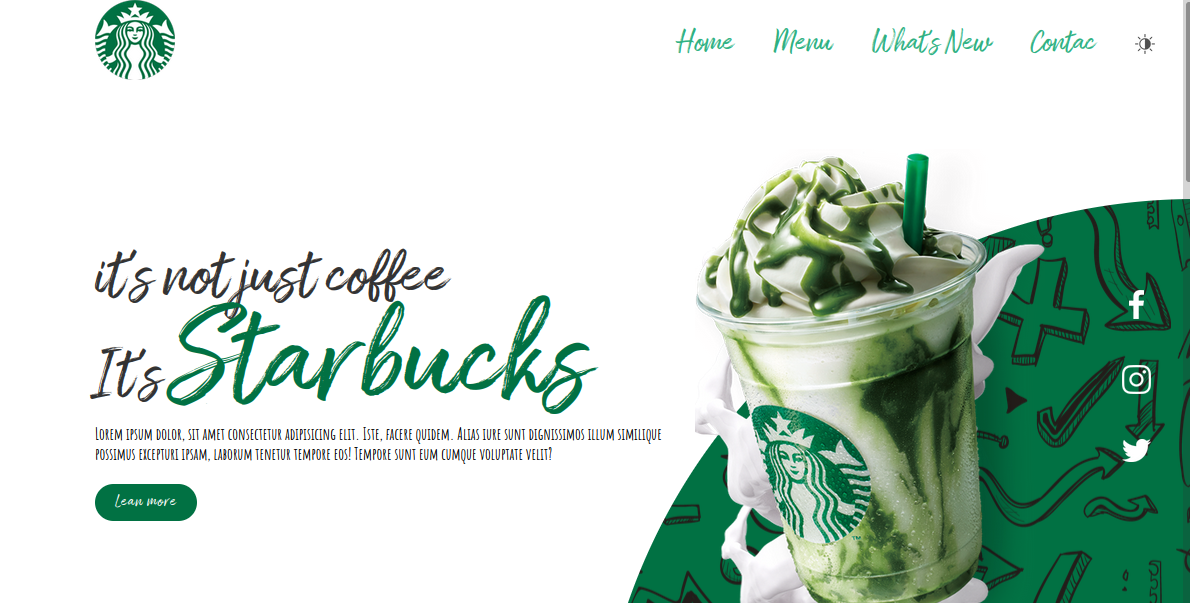 Home Menu What's New Contac
it's not just coffee
It's Starbucks
Lorem ipsum dolor, sit amet consectetur adipisicing elit. Iste, facere quidem. Alias iure sunt dignissimos illum similique
possimus excepturi ipsam, laborum tenetur tempore eos! Tempore sunt eum cumque voluptate velit?
Lean more
TM